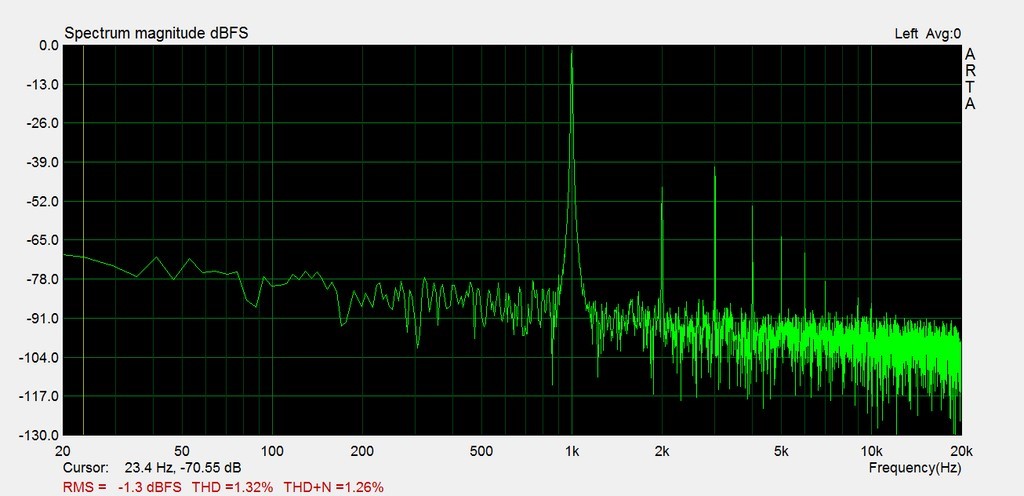 Spectrum magnitude dBFS
Left Avg:0
0.0
-13.0
-26.0
-39.0
-52.0
-65.0
-78.0
-91.0
-104.0
-117.0
-130.0
A
R
T
A
20 50 100 200 500 1k 2k 5k 10k 20k
Cursor: 23.4 Hz, -70.55 dB
Frequency(Hz)
RMS = -1.3 dBFS THD =1.32% THD+N =1.26%